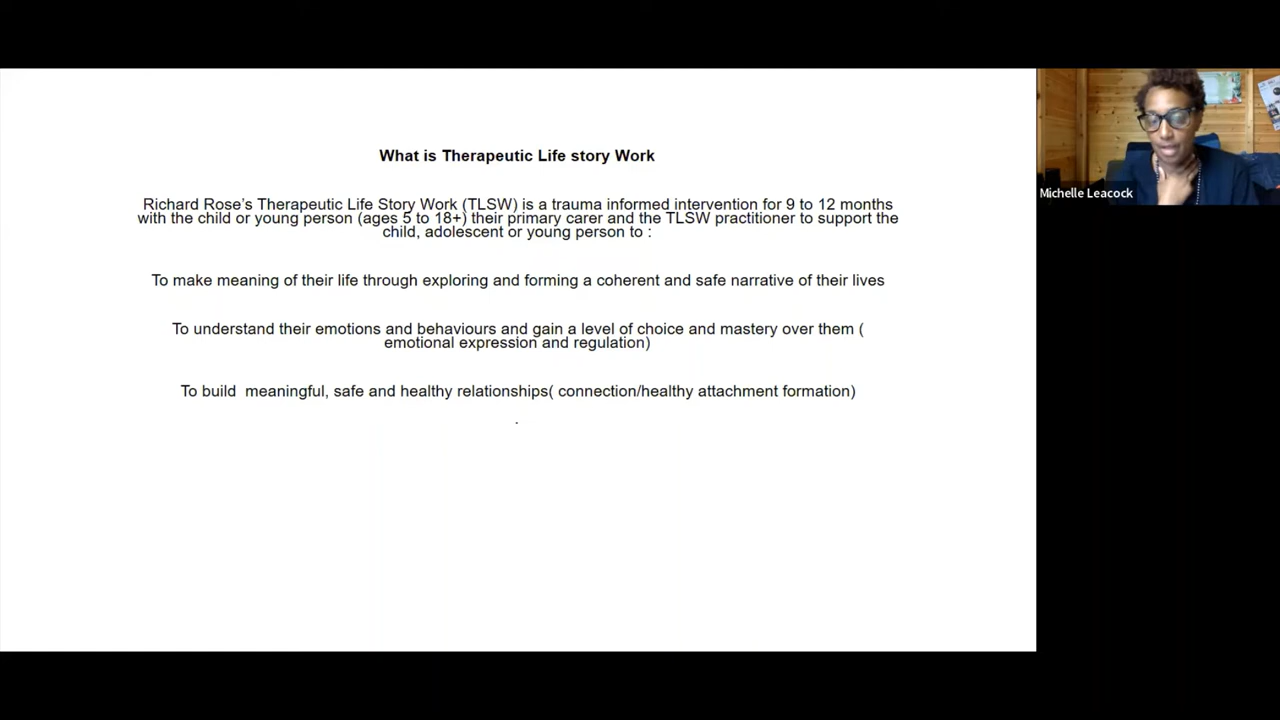 What is Therapeutic Life story Work
Richard Rose's Therapeutic Life Story Work (TLSW) is a trauma informed intervention for 9 to 12 months
with the child or young person (ages 5 to 18+) their primary carer and the TLSW practitioner to support the
child, adolescent or young person to :
To make meaning of their life through exploring and forming a coherent and safe narrative of their lives
To understand their emotions and behaviours and gain a level of choice and mastery over them (
emotional expression and regulation)
To build  meaningful, safe and healthy relationships( connection/healthy attachment formation)
.
Michelle Leacock